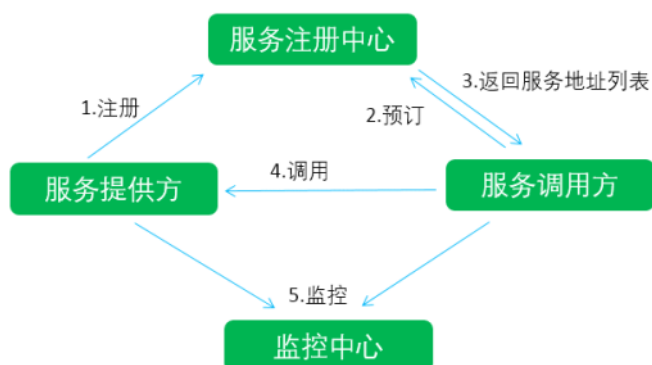 服务注册中心
3.返回服务地址列表
1.注册
2.预订
4.调用
服务提供方
服务调用方
5.监控
监控中心